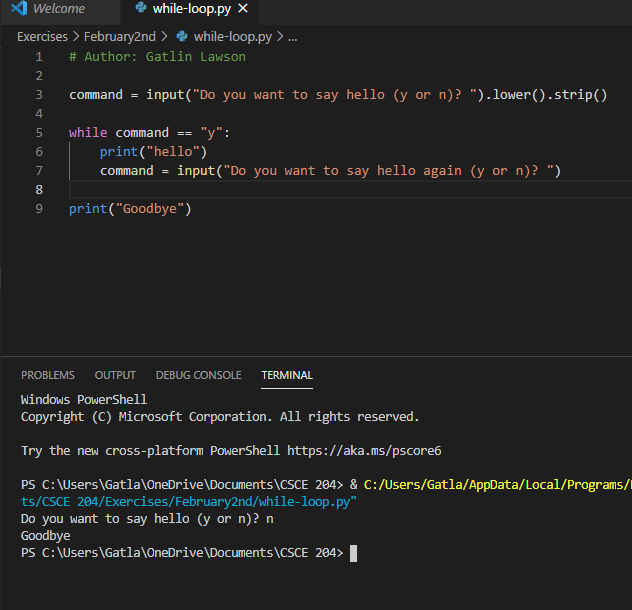 Welcome while-loop.py
Exercises > February2nd > while-loop.py > ...
1 # Author: Gatlin Lawson
2
3 command = input("Do you want to say hello (y or n)? ").lower().strip()
4
5 while command == "y":
6     print("hello")
7     command = input("Do you want to say hello again (y or n)? ")
8
9 print("Goodbye")
PROBLEMS OUTPUT DEBUG CONSOLE TERMINAL
Windows PowerShell
Copyright (C) Microsoft Corporation. All rights reserved.
Try the new cross-platform PowerShell https://aka.ms/pscore6
PS C:\Users\Gatla\OneDrive\Documents\CSCE 204> & C:/Users/Gatla/AppData/Local/Programs/
ts/CSCE 204/Exercises/February2nd/while-loop.py"
Do you want to say hello (y or n)? n
Goodbye
PS C:\Users\Gatla\OneDrive\Documents\CSCE 204>